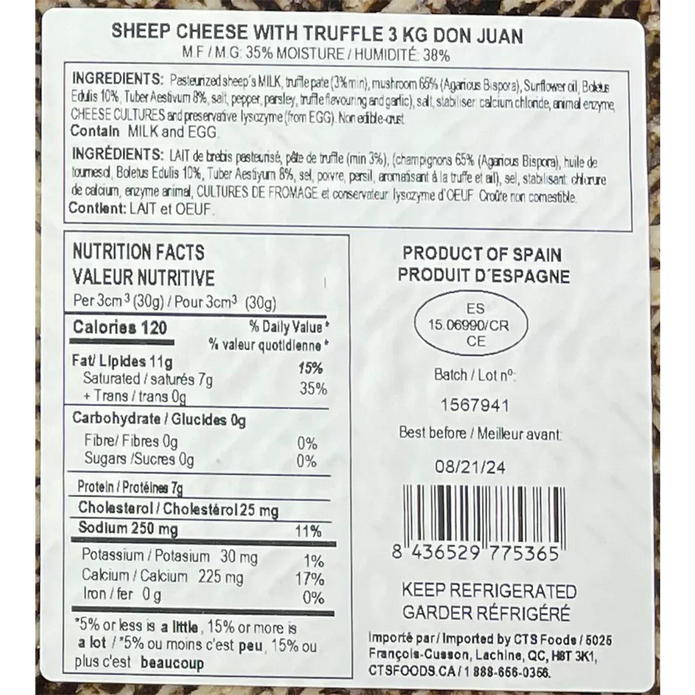 SHEEP CHEESE WITH TRUFFLE 3 KG DON JUAN
M.F / M.G: 35% MOISTURE / HUMIDITÉ: 38%
INGREDIENTS: Pasteurized sheep's MILK, truffle pate (3% min), mushroom 65% (Agaricus Bispora), Sunflower oil, Boletus
Edulis 10%, Tuber Aestivum 8%, salt, pepper, parsley, truffle flavouring and garlic), salt, stabiliser: calcium chloride, animal enzyme,
CHEESE CULTURES and preservative lysozyme (from EGG). Non edible-crust.
Contain MILK and EGG.
INGRÉDIENTS: LAIT de brebis pasteurisé, pâte de truffle (min 3%), (champignons 65% (Agaricus Bispora), huile de
tournesol, Boletus Edulis 10%, Tuber Aestiyum 8%, sel, poivre, persil, aromatisant à la truffe et ail), sel, stabilisant: chlorure
de calcium, enzyme animal, CULTURES DE FROMAGE et conservateur lysozyme d'OEUF. Croûte non comestible.
Contient: LAIT et OEUF.
NUTRITION FACTS
VALEUR NUTRITIVE
Per 3cm³ (30g) / Pour 3cm³ (30g)
Calories 120 % Daily Value*
% valeur quotidienne*
Fat/ Lipides 11g 15%
Saturated / saturés 7g 35%
+ Trans / trans 0g
Carbohydrate / Glucides 0g
Fibre/ Fibres 0g 0%
Sugars /Sucres 0g 0%
Protein / Protéines 7g
Cholesterol / Cholestérol 25 mg
Sodium 250 mg 11%
Potassium / Potasium 30 mg 1%
Calcium / Calcium 225 mg 17%
Iron / fer 0 g 0%
*5% or less is a little, 15% or more is
a lot / *5% ou moins c'est peu, 15% ou
plus c'est beaucoup
PRODUCT OF SPAIN
PRODUIT D´ESPAGNE
ES
15.06990/CR
CE
Batch / Lot nº:
1567941
Best before / Meilleur avant:
08/21/24
8 436529 775365
KEEP REFRIGERATED
GARDER RÉFRIGÉRÉ
Importé par / Imported by CTS Foods / 5025
François-Cusson, Lachine, QC, H8T 3K1,
CTSFOODS.CA / 1 888-656-0356.